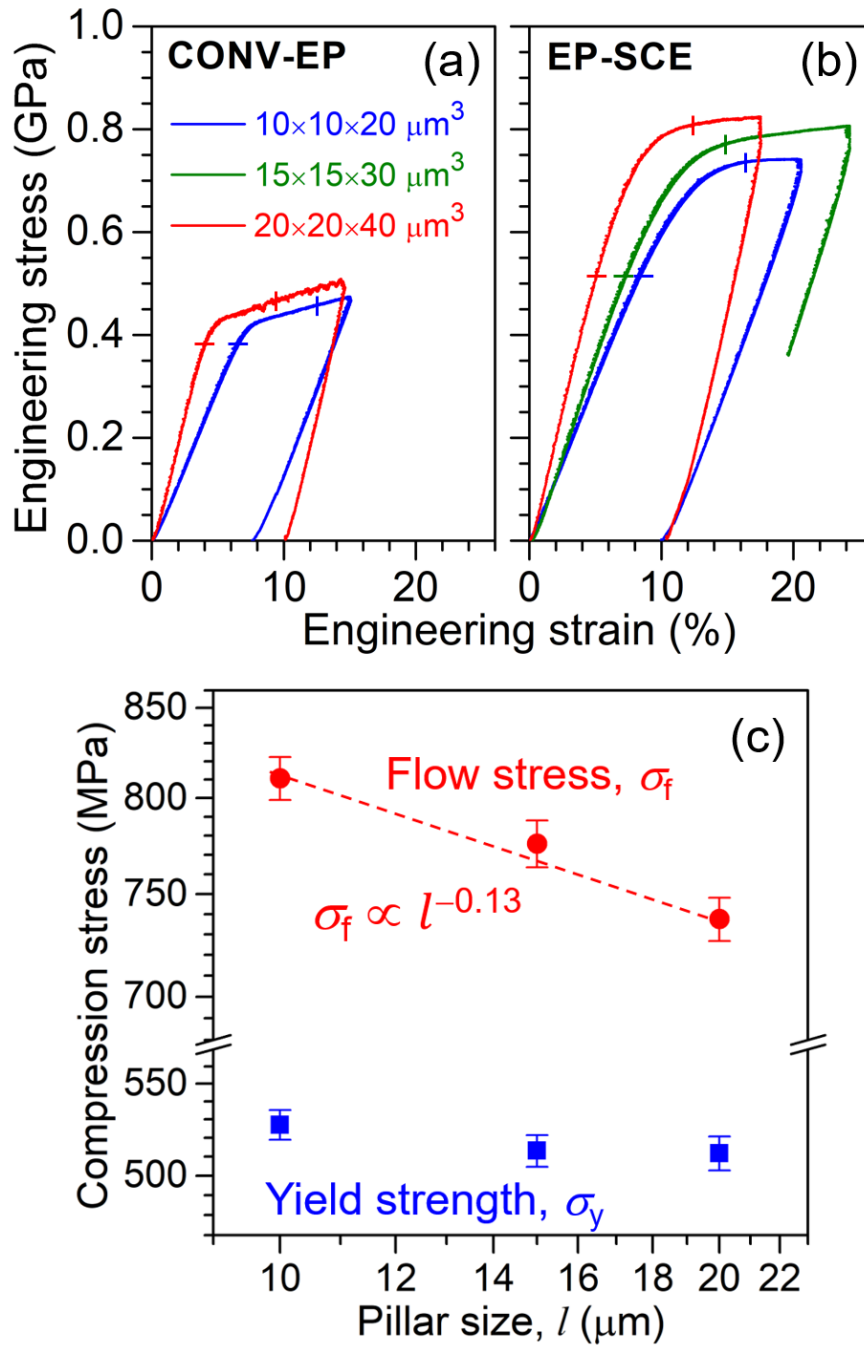 CONV-EP (a) EP-SCE (b)
10×10×20 μm³
15×15×30 μm³
20×20×40 μm³
Engineering stress (GPa)
1.0
0.8
0.6
0.4
0.2
0.0
0 10 20 0 10 20
Engineering strain (%)
(c)
Flow stress, σf
σf ∝ l⁻⁰·¹³
Yield strength, σy
Compression stress (MPa)
850
800
750
700
550
500
10 12 14 16 18 20 22
Pillar size, l (μm)